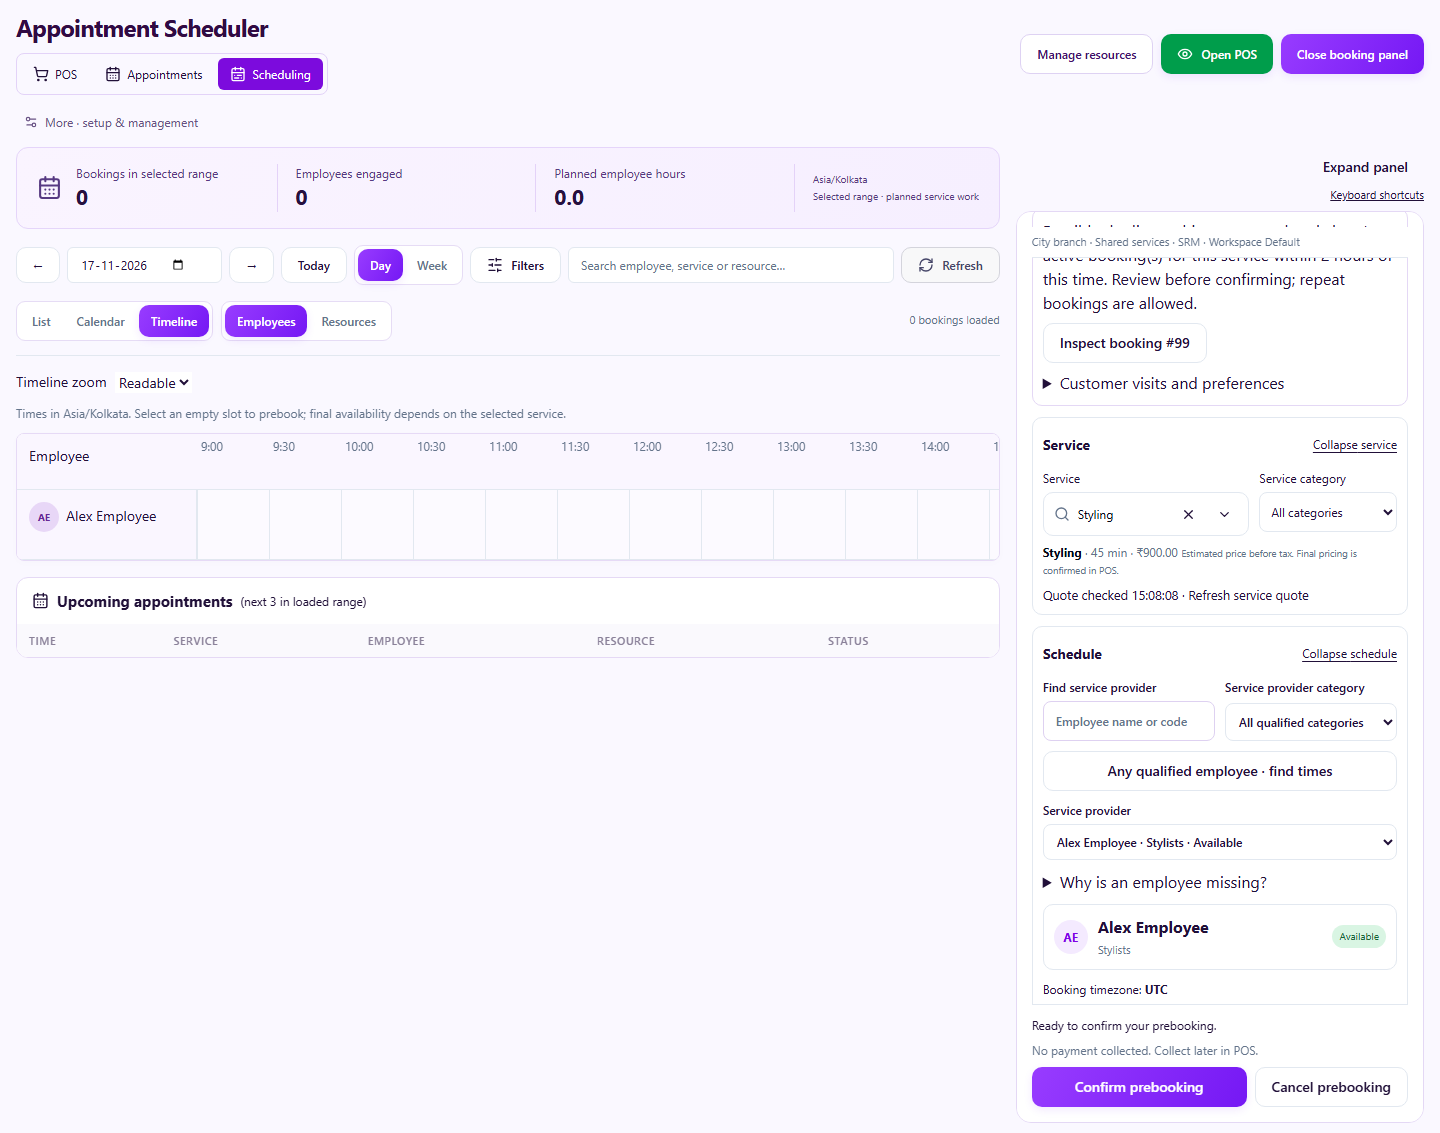 Appointment Scheduler
POS
Appointments
Scheduling
Manage resources
Open POS
Close booking panel
More · setup & management
Bookings in selected range
0
Employees engaged
0
Planned employee hours
0.0
Asia/Kolkata
Selected range · planned service work
←
17-11-2026
→
Today
Day
Week
Filters
Search employee, service or resource...
Refresh
List
Calendar
Timeline
Employees
Resources
0 bookings loaded
Timeline zoom
Readable
Times in Asia/Kolkata. Select an empty slot to prebook; final availability depends on the selected service.
Employee
9:00
9:30
10:00
10:30
11:00
11:30
12:00
12:30
13:00
13:30
14:00
AE
Alex Employee
Upcoming appointments (next 3 in loaded range)
TIME
SERVICE
EMPLOYEE
RESOURCE
STATUS
Expand panel
Keyboard shortcuts
City branch · Shared services · SRM · Workspace Default
active booking(s) for this service within 2 hours of
this time. Review before confirming; repeat
bookings are allowed.
Inspect booking #99
Customer visits and preferences
Service
Collapse service
Service
Service category
Styling
All categories
Styling · 45 min · ₹900.00 Estimated price before tax. Final pricing is
confirmed in POS.
Quote checked 15:08:08 · Refresh service quote
Schedule
Collapse schedule
Find service provider
Service provider category
Employee name or code
All qualified categories
Any qualified employee · find times
Service provider
Alex Employee · Stylists · Available
Why is an employee missing?
AE
Alex Employee
Stylists
Available
Booking timezone: UTC
Ready to confirm your prebooking.
No payment collected. Collect later in POS.
Confirm prebooking
Cancel prebooking